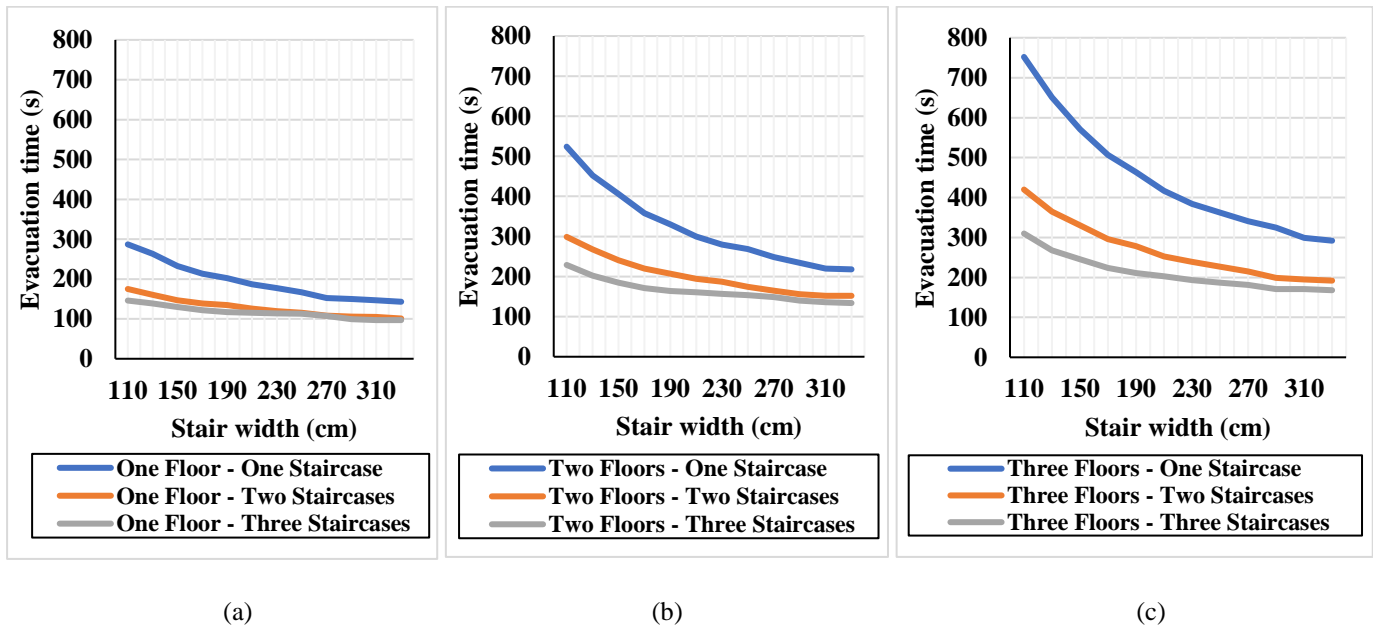 800
700
600
500
400
300
200
100
0
Evacuation time (s)
110 150 190 230 270 310
Stair width (cm)
One Floor - One Staircase
One Floor - Two Staircases
One Floor - Three Staircases
(a)
800
700
600
500
400
300
200
100
0
Evacuation time (s)
110 150 190 230 270 310
Stair width (cm)
Two Floors - One Staircase
Two Floors - Two Staircases
Two Floors - Three Staircases
(b)
800
700
600
500
400
300
200
100
0
Evacuation time (s)
110 150 190 230 270 310
Stair width (cm)
Three Floors - One Staircase
Three Floors - Two Staircases
Three Floors - Three Staircases
(c)